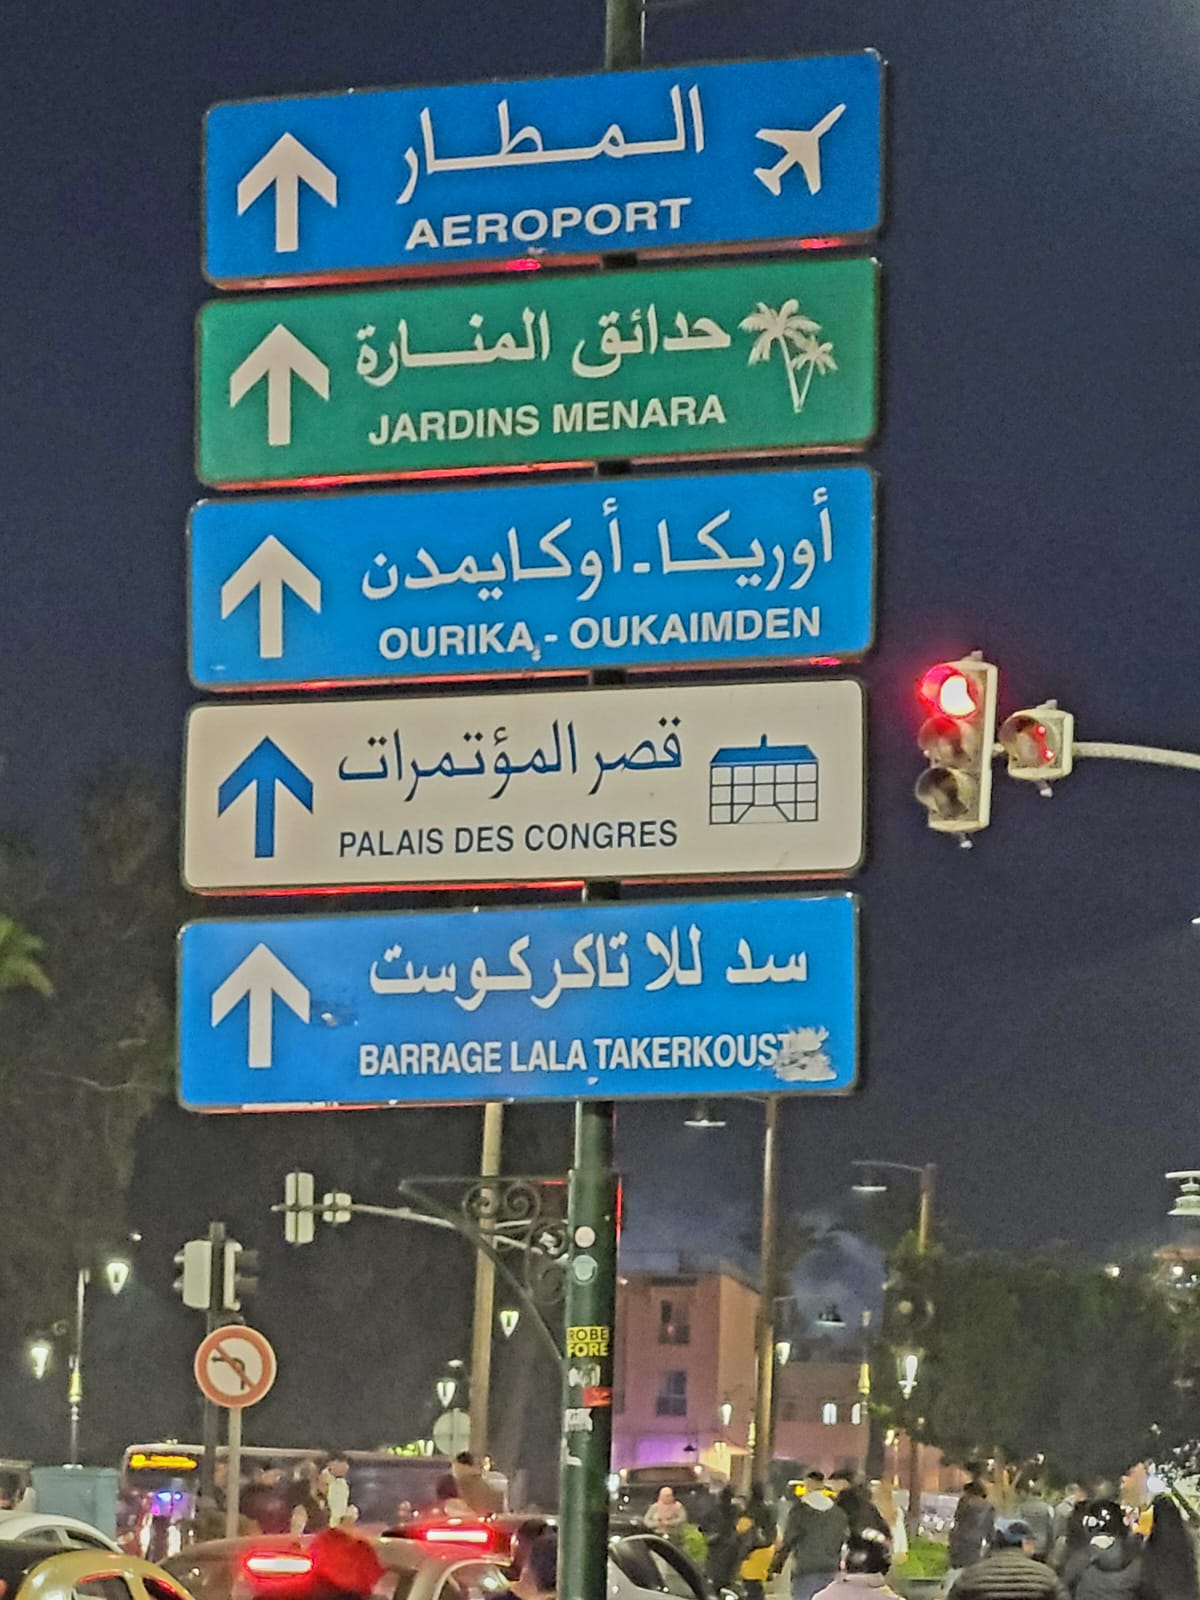 المطار
AEROPORT
حدائق المنارة
JARDINS MENARA
أوريكا - أوكايمدن
OURIKA - OUKAIMDEN
قصر المؤتمرات
PALAIS DES CONGRES
سد للا تاكركوست
BARRAGE LALA TAKERKOUST
ROBE
FORE